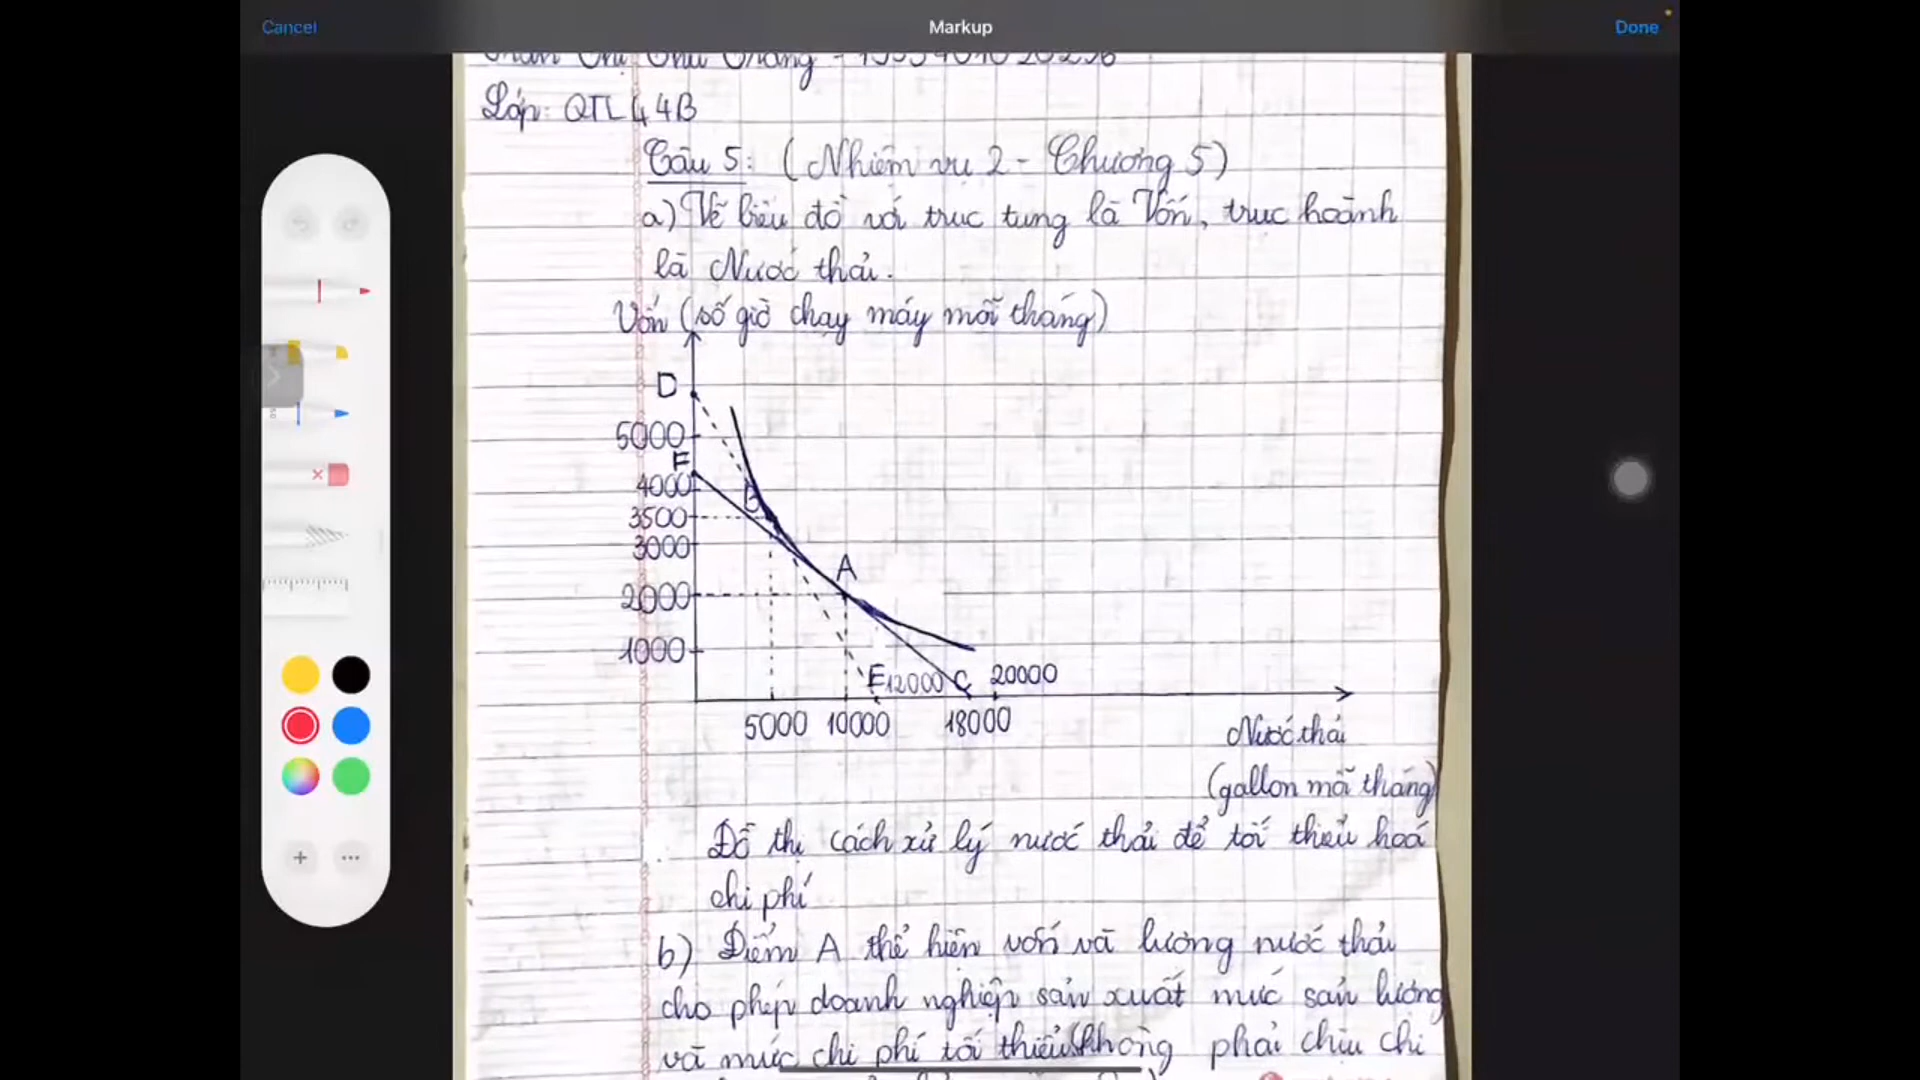 Cancel
Markup
Done
Lớp: QTL 44B
Câu 5: (Nhiệm vụ 2 - Chương 5)
a) Vẽ biểu đồ với trục tung là Vốn, trục hoành
là Nước thải.
Vốn (số giờ chạy máy mỗi tháng)
D
5000
F
4000
B
3500
3000
A
2000
1000
E 12000 C 20000
5000 10000 18000
Nước thải
(gallon mỗi tháng)
Đồ thị cách xử lý nước thải để tối thiểu hoá
chi phí
b) Điểm A thể hiện vốn và lượng nước thải
cho phép doanh nghiệp sản xuất mức sản lượng
và mức chi phí tối thiểu (không phải chịu chi